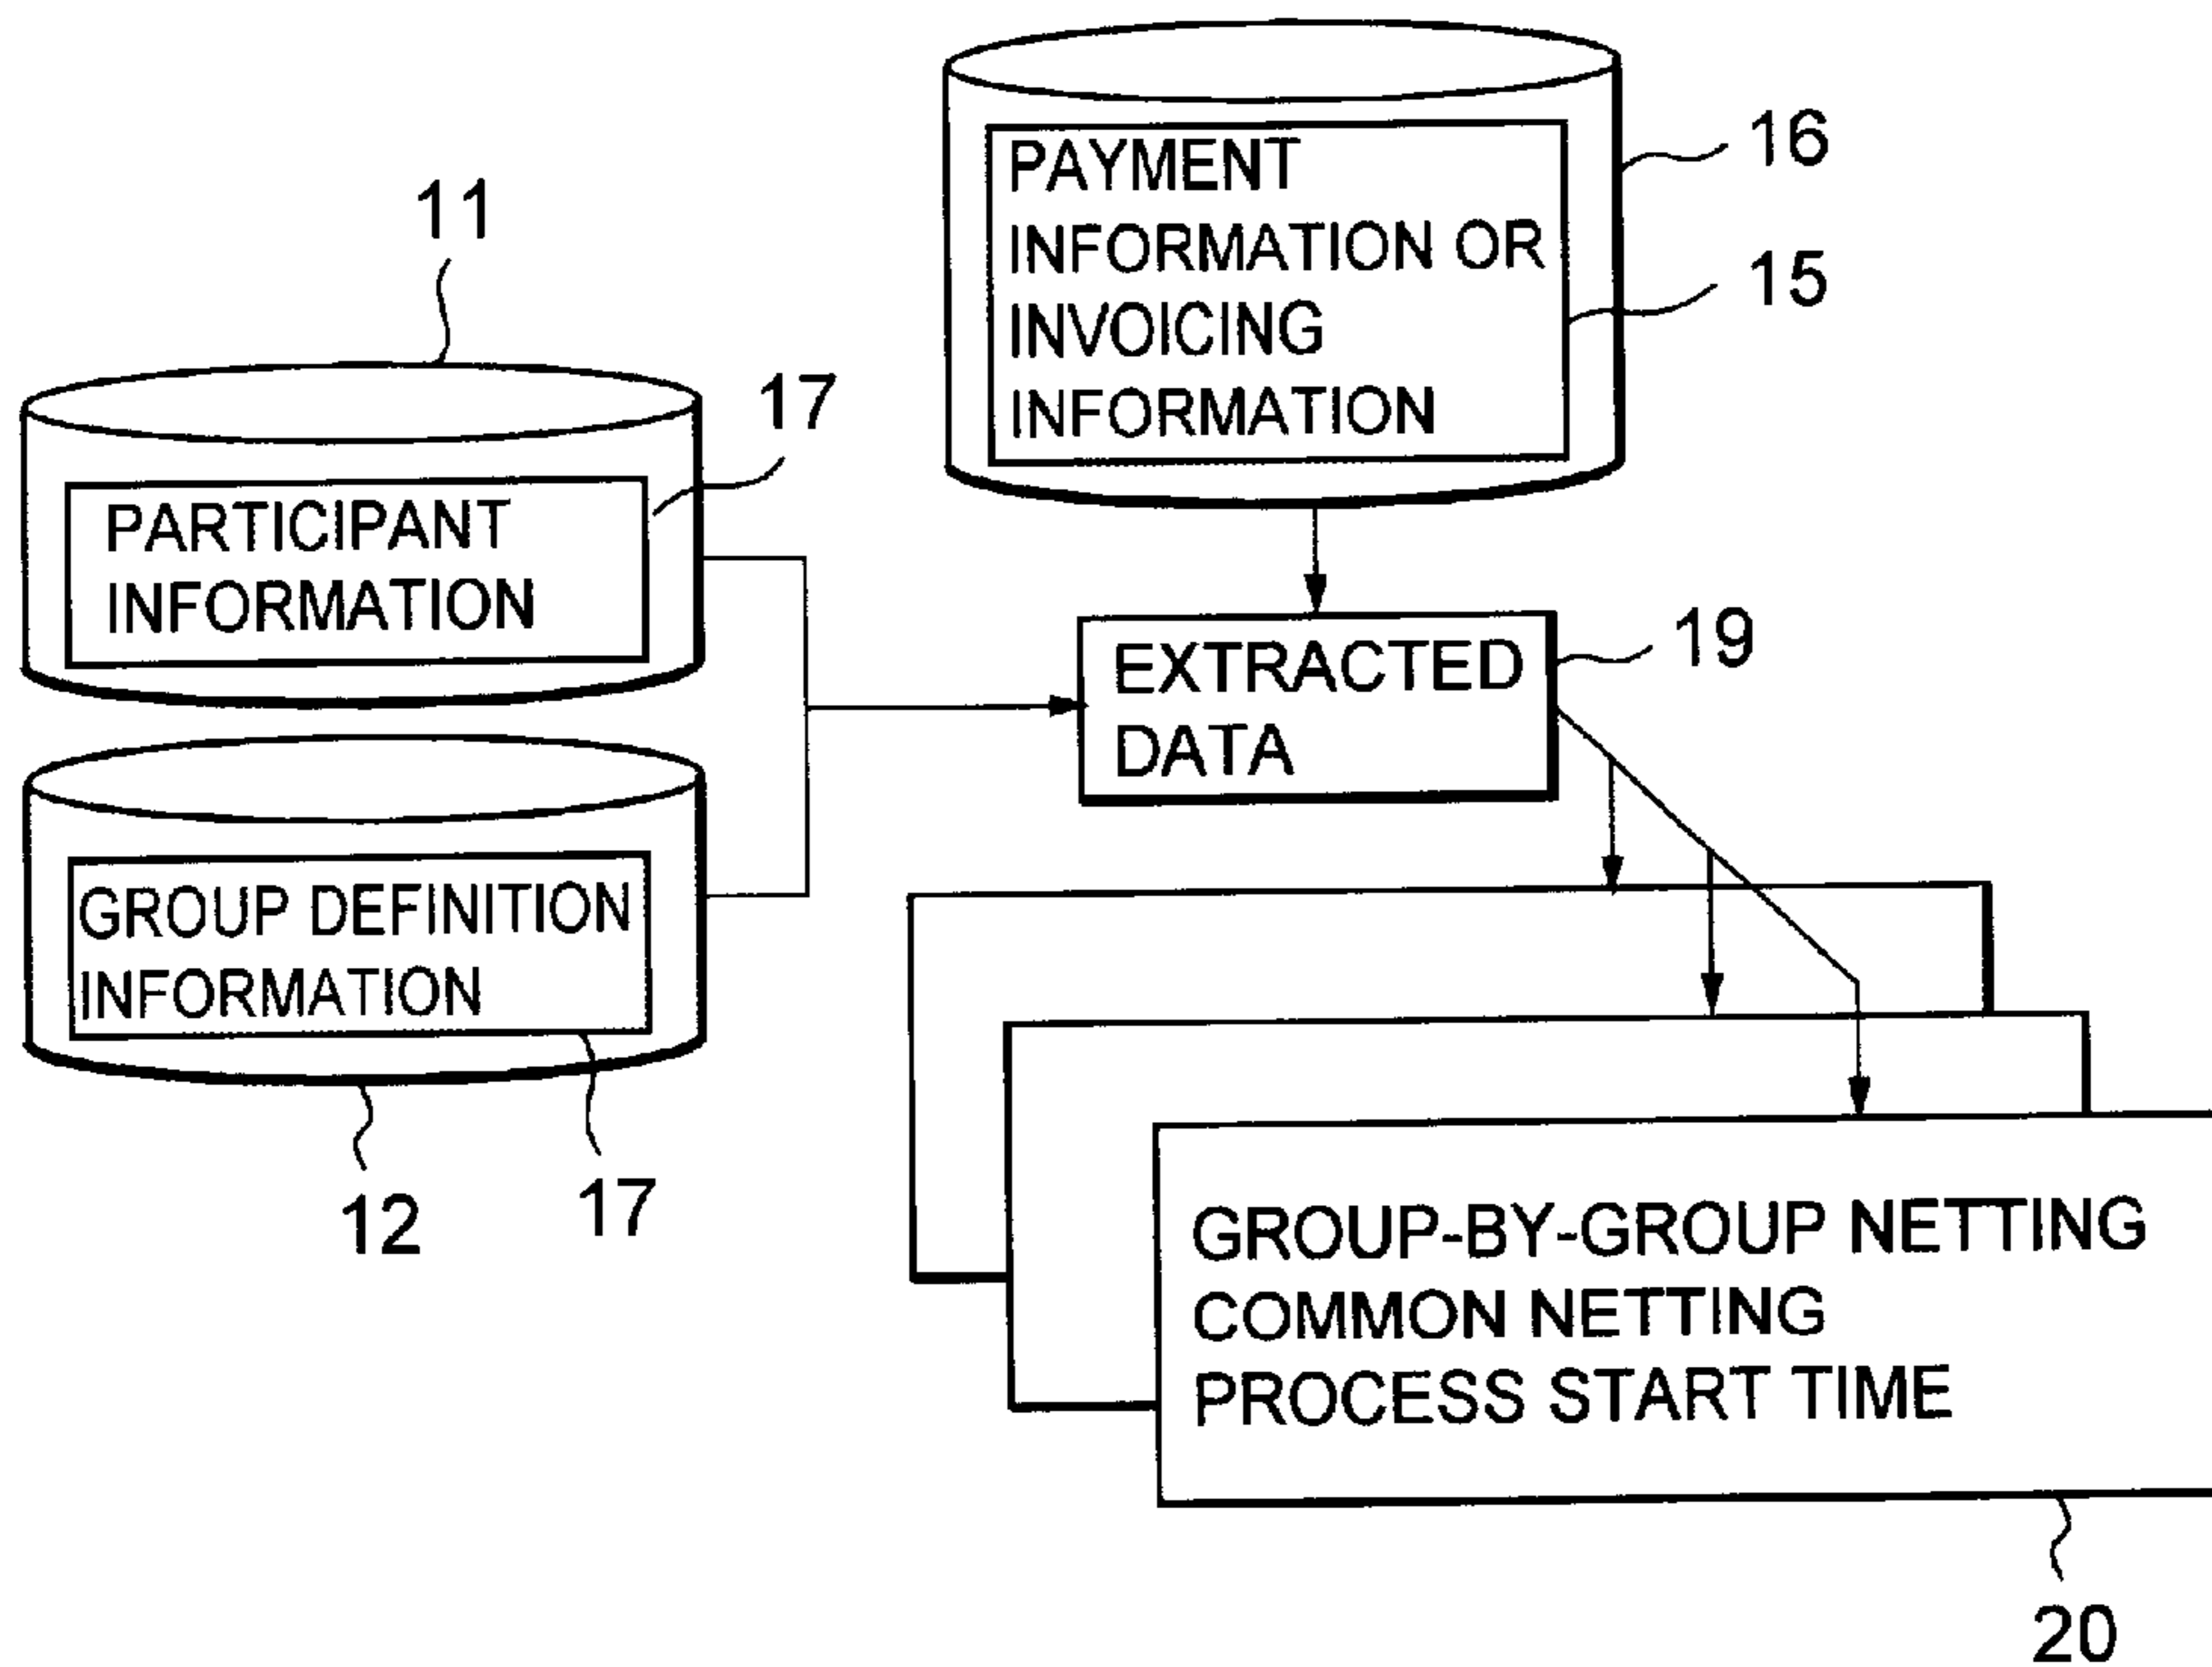 11
PARTICIPANT
INFORMATION
17
GROUP DEFINITION
INFORMATION
12
17
PAYMENT
INFORMATION OR
INVOICING
INFORMATION
16
15
EXTRACTED
DATA
19
GROUP-BY-GROUP NETTING
COMMON NETTING
PROCESS START TIME
20